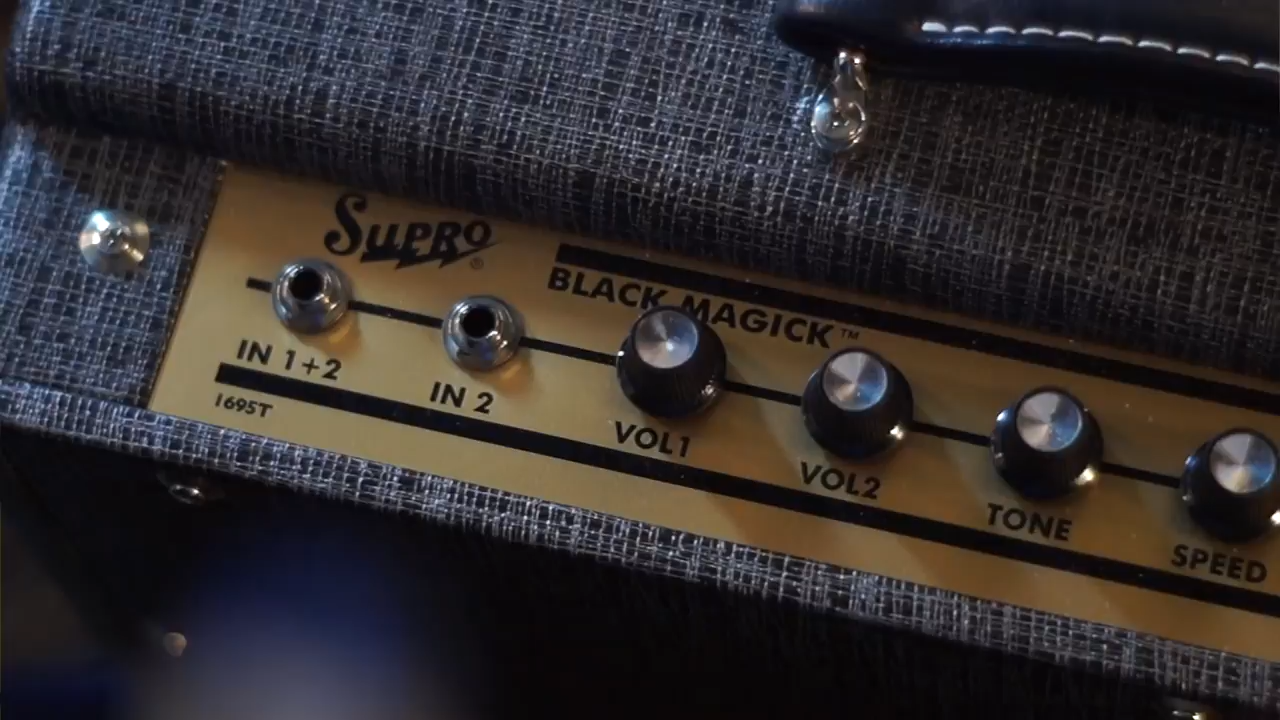 SUPRO®
BLACK MAGICK™
IN 1+2
IN 2
VOL1
VOL2
TONE
SPEED
1695T